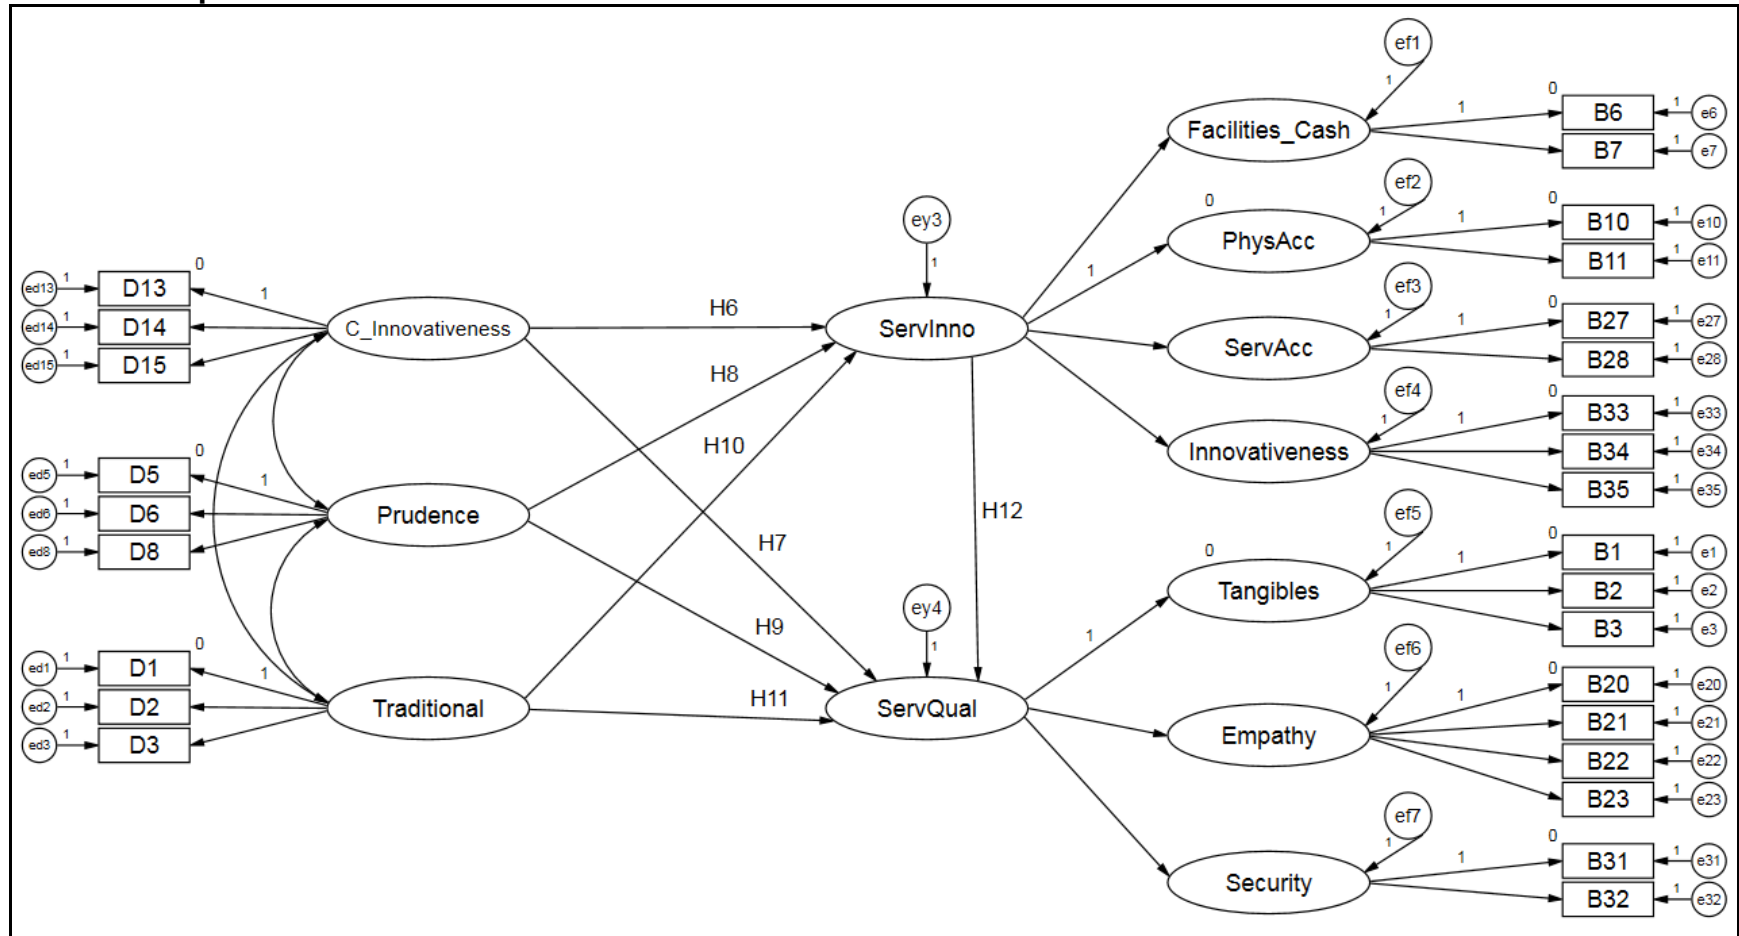 ef1
0
1
1
B6
1
e6
Facilities_Cash
B7
1
e7
ef2
0
0
1
1
B10
1
e10
PhysAcc
B11
1
e11
ey3
1
1
ef3
0
1
1
B27
1
e27
ServAcc
B28
1
e28
ef4
0
1
1
B33
1
e33
Innovativeness
B34
1
e34
B35
1
e35
0
ed13
1
D13
1
ed14
1
D14
C_Innovativeness
H6
ServInno
ed15
1
D15
H8
H10
0
ed5
1
D5
1
ed6
1
D6
Prudence
ed8
1
D8
H12
H7
ef5
0
0
1
1
B1
1
e1
Tangibles
B2
1
e2
B3
1
e3
ey4
1
1
H9
0
ed1
1
D1
1
ed2
1
D2
Traditional
H11
ServQual
ed3
1
D3
ef6
0
1
1
B20
1
e20
B21
1
e21
Empathy
B22
1
e22
B23
1
e23
ef7
0
1
1
B31
1
e31
Security
B32
1
e32